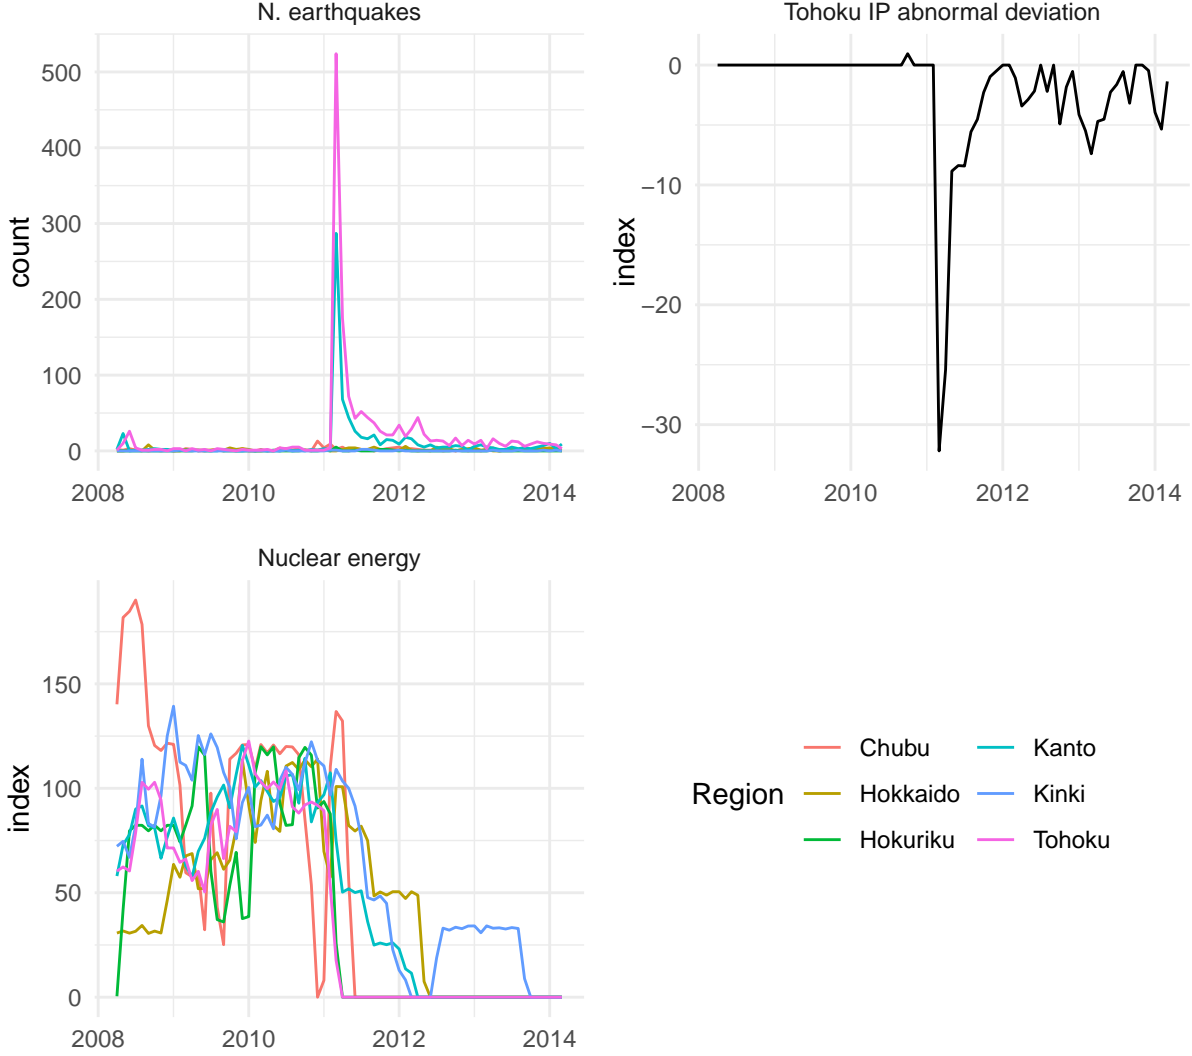 N. earthquakes
count
500
400
300
200
100
0
2008 2010 2012 2014
Tohoku IP abnormal deviation
index
0
−10
−20
−30
2008 2010 2012 2014
Nuclear energy
index
150
100
50
0
2008 2010 2012 2014
Region
Chubu
Hokkaido
Hokuriku
Kanto
Kinki
Tohoku